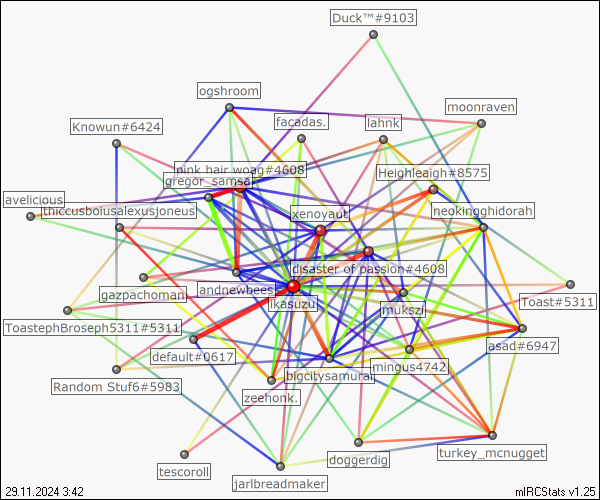 Duck™#9103
ogshroom
moonraven
facadas.
lahnk
Knowun#6424
pink hair woag#4608
Heighleaigh#8575
gregor_samsa.
avelicious
thiccusboiusalexusjoneus
xenoyaut
neokingghidorah
disaster of passion#4608
andnewbees
gazpachoman
ikasuzu
mukszi
Toast#5311
ToastephBroseph5311#5311
default#0617
asad#6947
bigcitysamurai
mingus4742
Random Stuf6#5983
zeehonk.
doggerdig
turkey_mcnugget
tescoroll
jarlbreadmaker
29.11.2024 3:42
mIRCStats v1.25